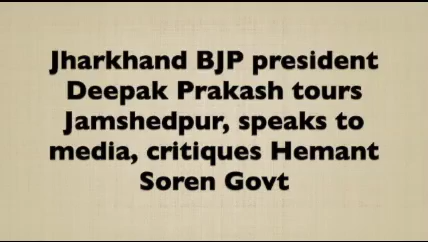 Jharkhand BJP president
Deepak Prakash tours
Jamshedpur, speaks to
media, critiques Hemant
Soren Govt